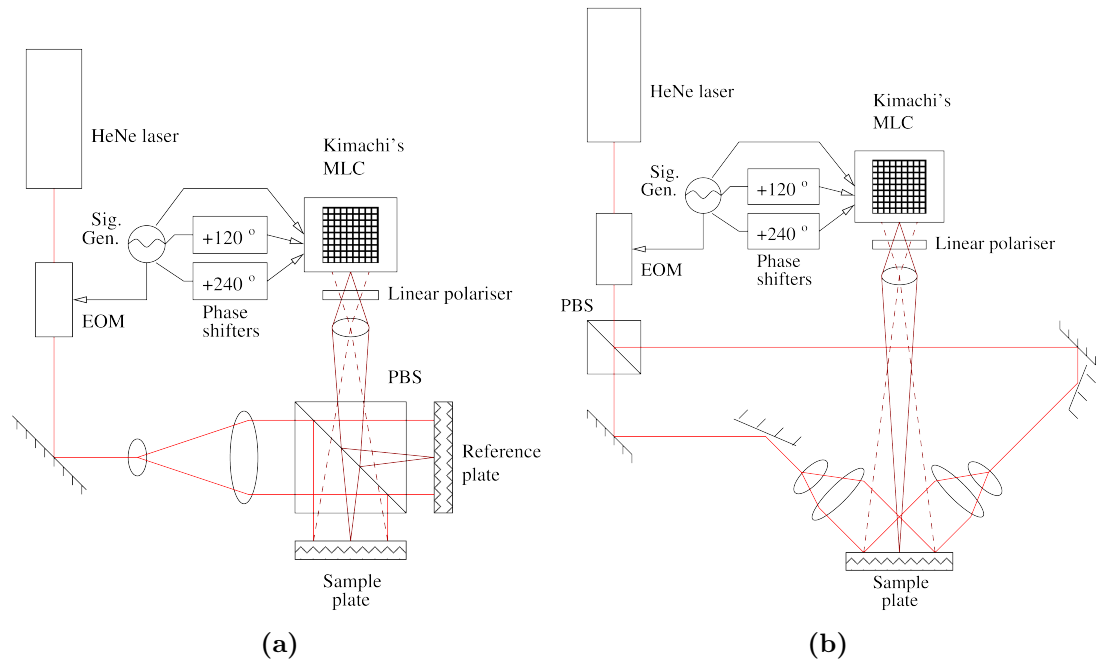 HeNe laser
Kimachi's
MLC
Sig.
Gen.
+120 °
+240 °
Phase
shifters
EOM
Linear polariser
PBS
Reference
plate
Sample
plate
(a)
HeNe laser
Kimachi's
MLC
Sig.
Gen.
+120 °
+240 °
Phase
shifters
EOM
Linear polariser
PBS
Sample
plate
(b)